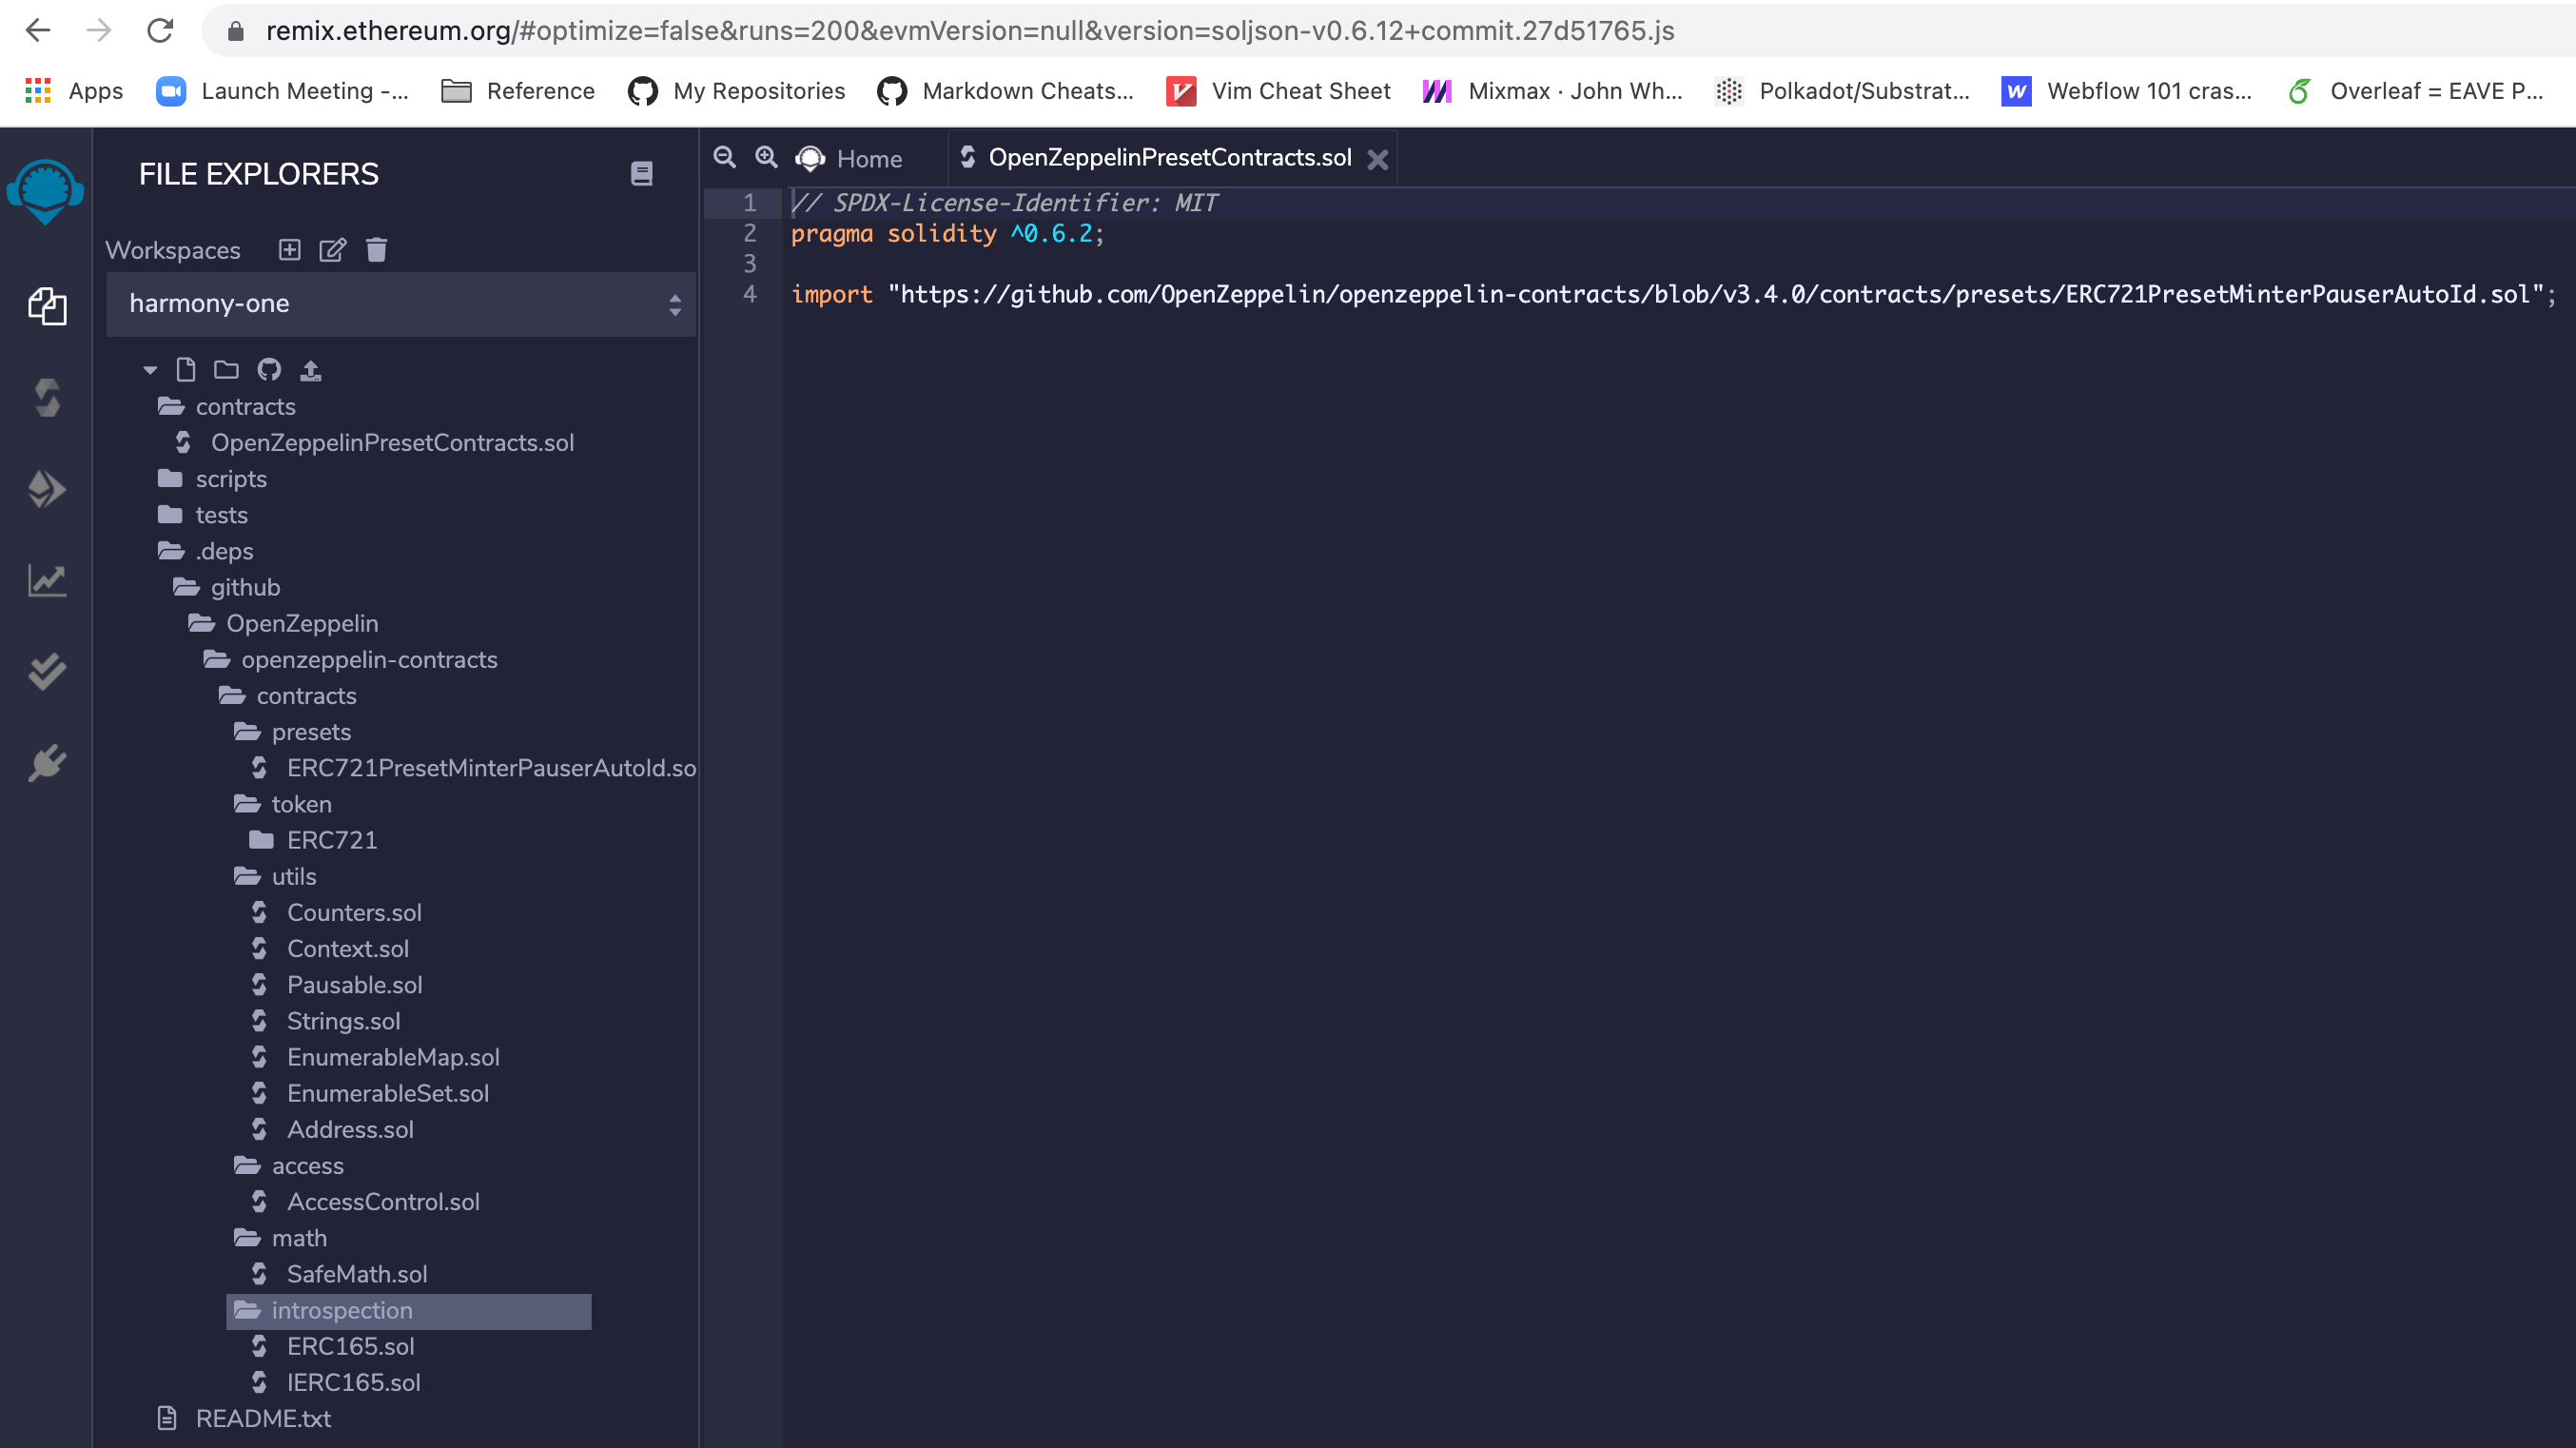 remix.ethereum.org/#optimize=false&runs=200&evmVersion=null&version=soljson-v0.6.12+commit.27d51765.js
Apps Launch Meeting -... Reference My Repositories Markdown Cheats... Vim Cheat Sheet Mixmax · John Wh... Polkadot/Substrat... Webflow 101 cras... Overleaf = EAVE P...
FILE EXPLORERS
Workspaces
harmony-one
contracts
OpenZeppelinPresetContracts.sol
scripts
tests
.deps
github
OpenZeppelin
openzeppelin-contracts
contracts
presets
ERC721PresetMinterPauserAutoId.so
token
ERC721
utils
Counters.sol
Context.sol
Pausable.sol
Strings.sol
EnumerableMap.sol
EnumerableSet.sol
Address.sol
access
AccessControl.sol
math
SafeMath.sol
introspection
ERC165.sol
IERC165.sol
README.txt
Home OpenZeppelinPresetContracts.sol
1 // SPDX-License-Identifier: MIT
2 pragma solidity ^0.6.2;
3
4 import "https://github.com/OpenZeppelin/openzeppelin-contracts/blob/v3.4.0/contracts/presets/ERC721PresetMinterPauserAutoId.sol";